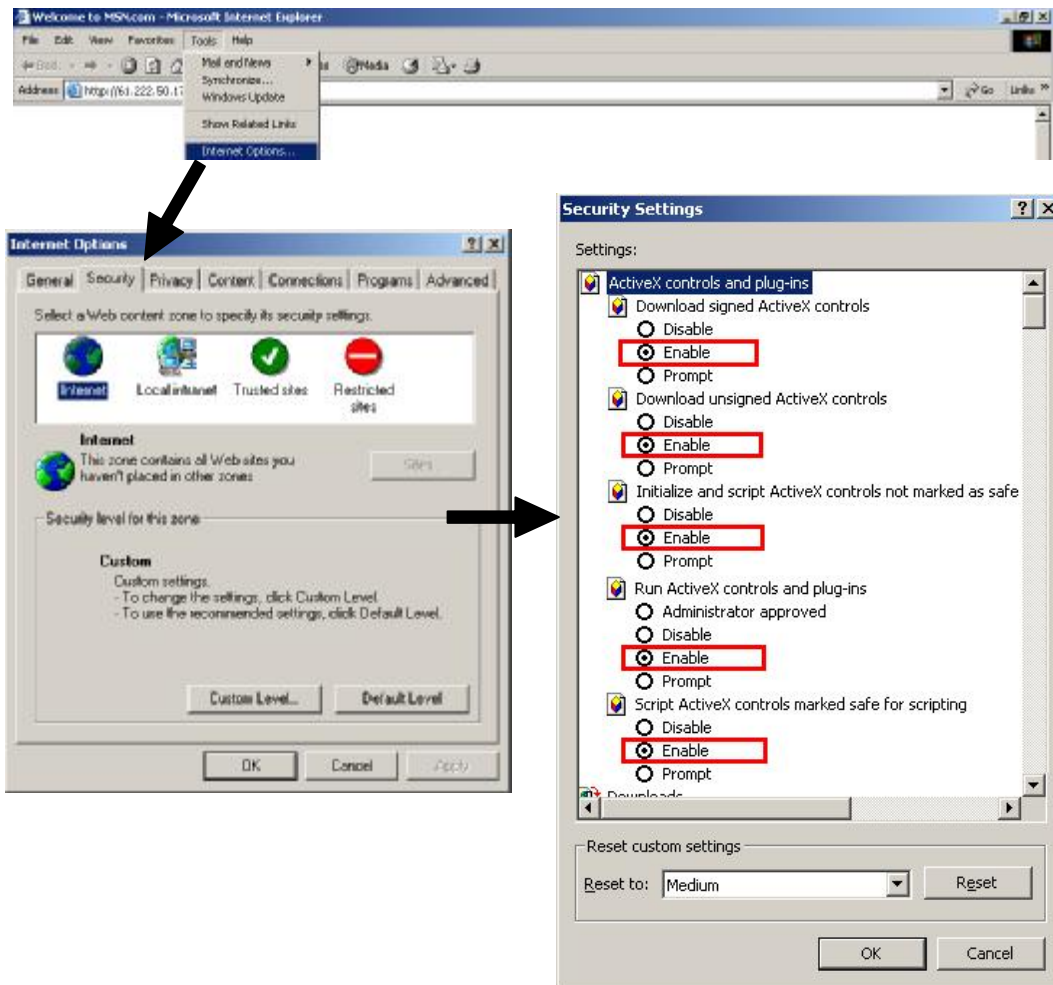 Welcome to MSN.com - Microsoft Internet Explorer
File Edit View Favorites Tools Help
Mail and News
Media
Synchronize...
Address http://61.222.50.17
Go Links »
Windows Update
Show Related Links
Internet Options...
Internet Options
General Security Privacy Content Connections Programs Advanced
Select a Web content zone to specify its security settings.
Internet Local intranet Trusted sites Restricted
sites
Internet
This zone contains all Web sites you
haven't placed in other zones
Sites
Security level for this zone
Custom
Custom settings.
- To change the settings, click Custom Level.
- To use the recommended settings, click Default Level.
Custom Level... Default Level
OK Cancel Apply
Security Settings
Settings:
ActiveX controls and plug-ins
Download signed ActiveX controls
Disable
Enable
Prompt
Download unsigned ActiveX controls
Disable
Enable
Prompt
Initialize and script ActiveX controls not marked as safe
Disable
Enable
Prompt
Run ActiveX controls and plug-ins
Administrator approved
Disable
Enable
Prompt
Script ActiveX controls marked safe for scripting
Disable
Enable
Prompt
Downloads
Reset custom settings
Reset to: Medium Reset
OK Cancel